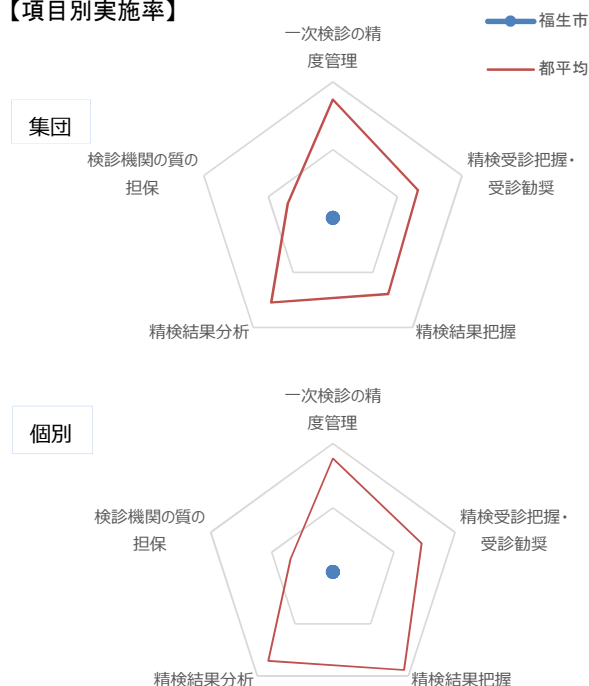 【項目別実施率】
福生市
都平均
集団
一次検診の精
度管理
精検受診把握・
受診勧奨
精検結果把握
精検結果分析
検診機関の質の
担保
個別
一次検診の精
度管理
精検受診把握・
受診勧奨
精検結果把握
精検結果分析
検診機関の質の
担保